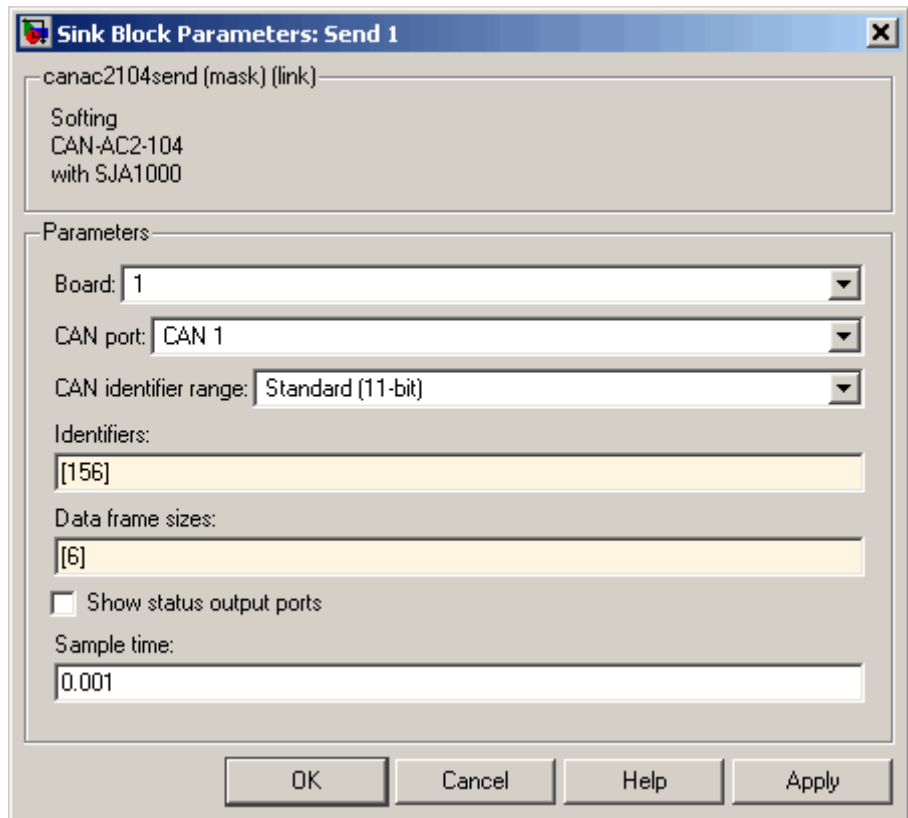 Sink Block Parameters: Send 1
canac2104send (mask) (link)
Softing
CAN-AC2-104
with SJA1000
Parameters
Board: 1
CAN port: CAN 1
CAN identifier range: Standard (11-bit)
Identifiers:
[156]
Data frame sizes:
[6]
Show status output ports
Sample time:
0.001
OK Cancel Help Apply